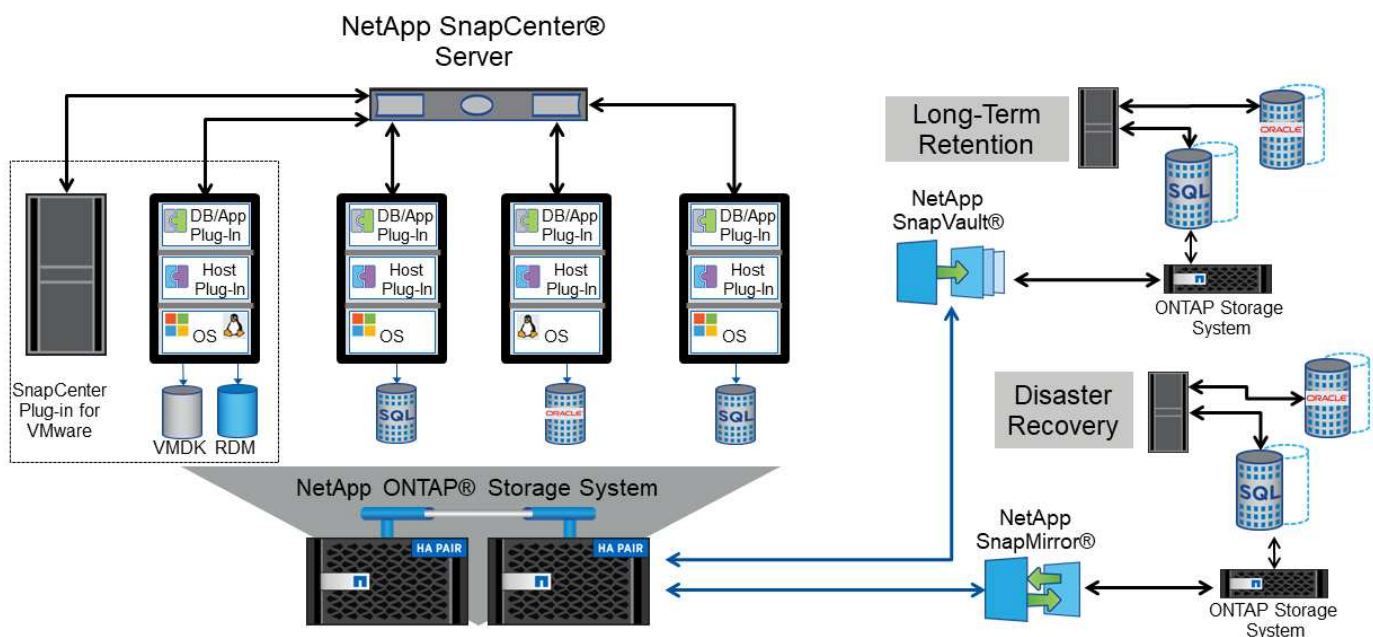 NetApp SnapCenter®
Server
DB/App
Plug-In
Host
Plug-In
OS
DB/App
Plug-In
Host
Plug-In
OS
DB/App
Plug-In
Host
Plug-In
OS
DB/App
Plug-In
Host
Plug-In
OS
SnapCenter
Plug-in for
VMware
VMDK
RDM
SQL
ORACLE
SQL
NetApp ONTAP® Storage System
HA PAIR
HA PAIR
Long-Term
Retention
ORACLE
SQL
NetApp
SnapVault®
ONTAP Storage
System
Disaster
Recovery
ORACLE
SQL
NetApp
SnapMirror®
ONTAP Storage
System